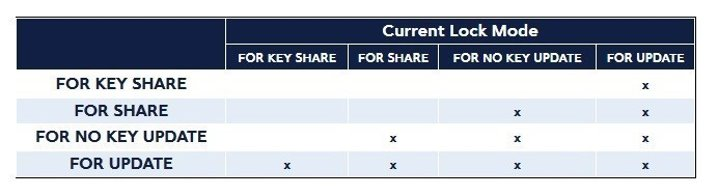 Current Lock Mode
FOR KEY SHARE FOR SHARE FOR NO KEY UPDATE FOR UPDATE
FOR KEY SHARE x
FOR SHARE x x
FOR NO KEY UPDATE x x x
FOR UPDATE x x x x